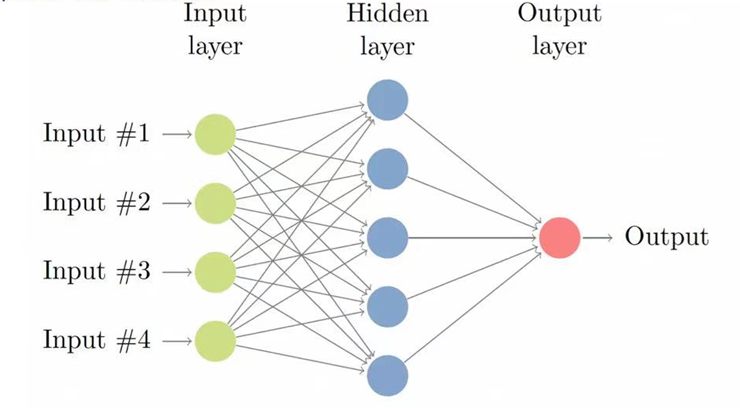 Input
layer
Hidden
layer
Output
layer
Input #1
Input #2
Input #3
Input #4
Output